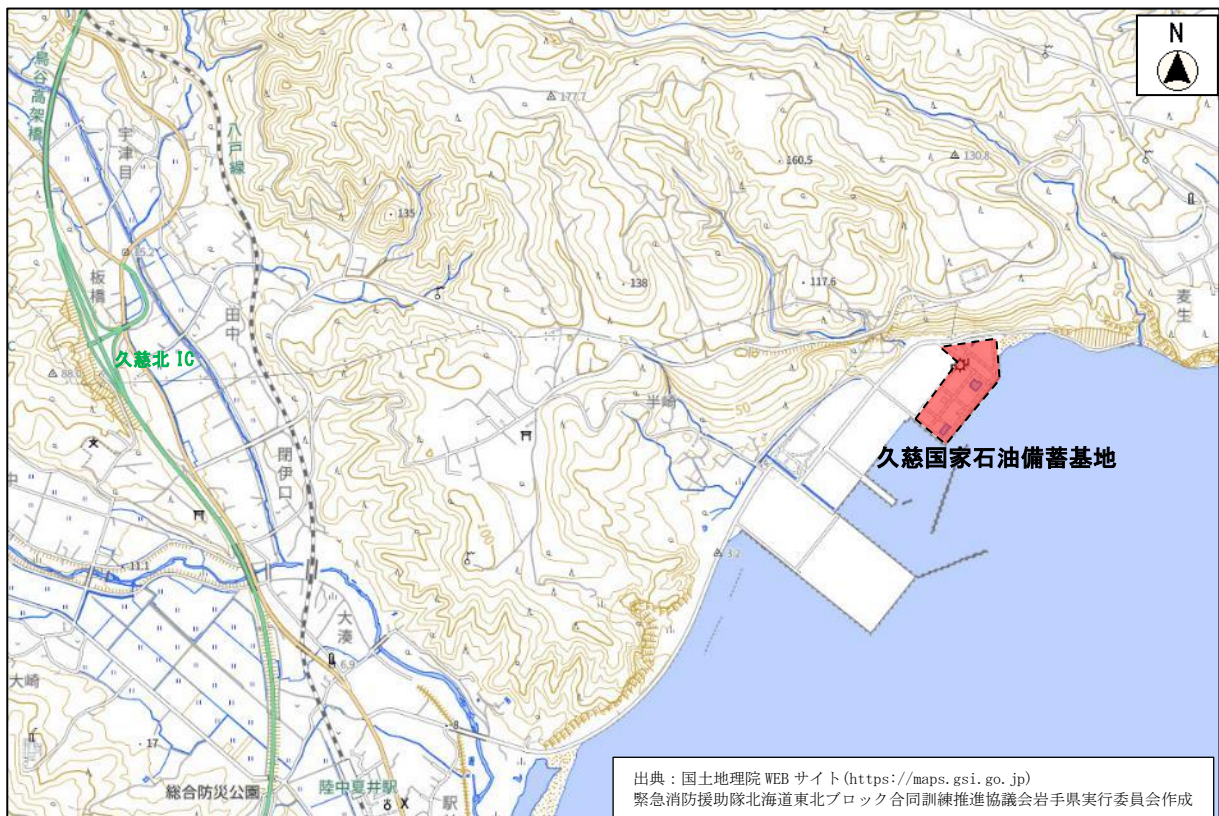 N
鳥谷高架橋
宇津目
八戸線
177.7
160.5
150
130.8
135
15.2
板橋
田中
138
117.6
麦生
50
久慈北 IC
88.0
半崎
50
久慈国家石油備蓄基地
閉伊口
中
100
3.2
11.1
大湊
6.9
大崎
8
17
総合防災公園
陸中夏井駅
駅
出典：国土地理院 WEB サイト(https://maps.gsi.go.jp)
緊急消防援助隊北海道東北ブロック合同訓練推進協議会岩手県実行委員会作成